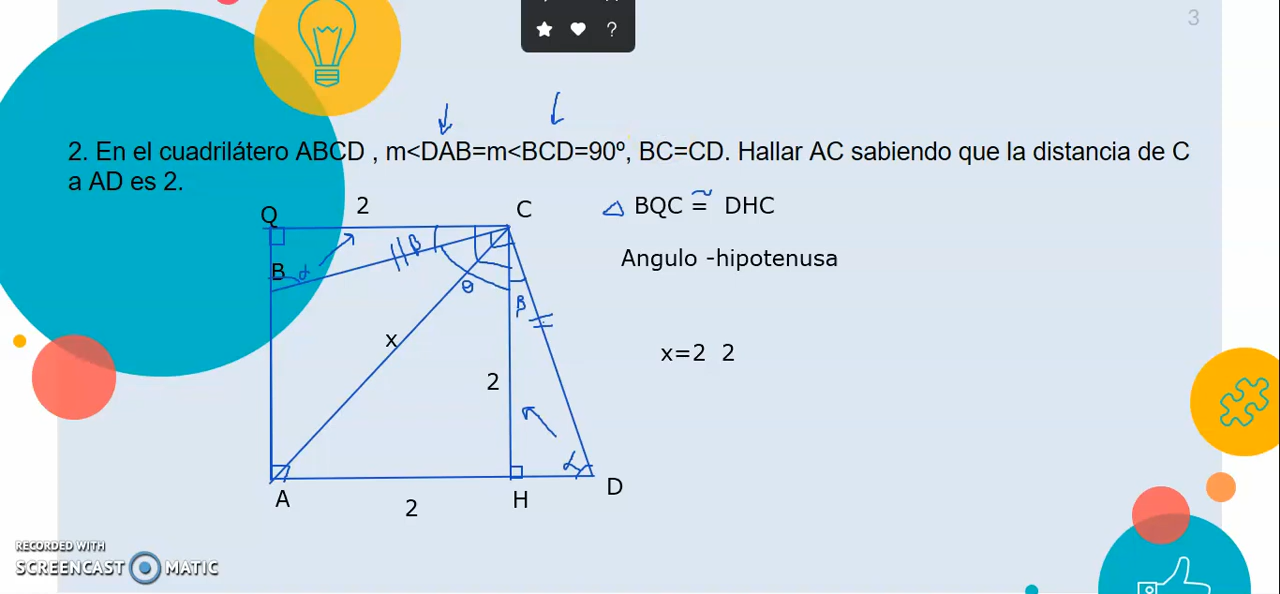 3
?
2. En el cuadrilátero ABCD , m<DAB=m<BCD=90º, BC=CD. Hallar AC sabiendo que la distancia de C
a AD es 2.
Q
2
C
△ BQC ≅ DHC
B
α
β
Angulo -hipotenusa
θ
β
x
x=2 2
2
α
A
2
H
D
RECORDED WITH
SCREENCAST MATIC